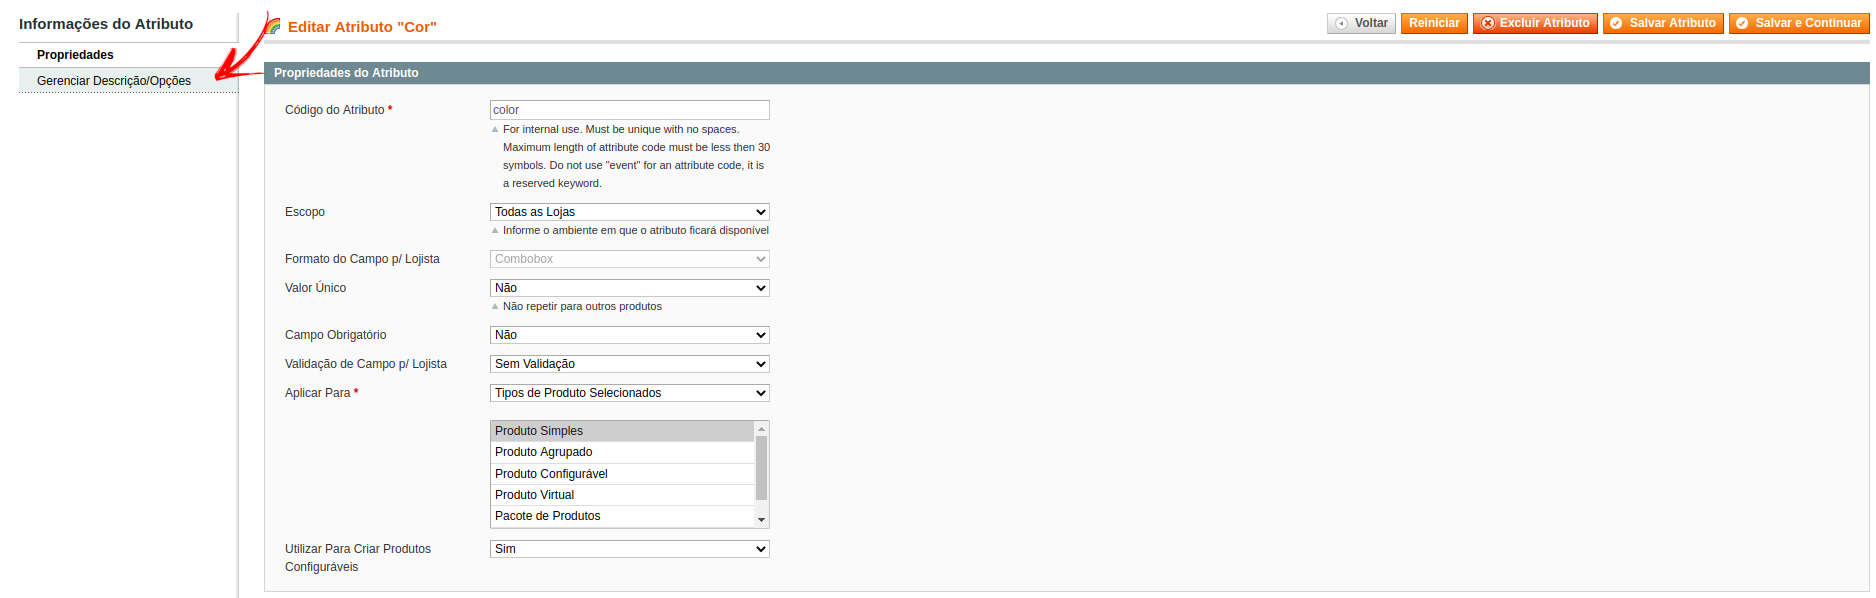 Informações do Atributo
Propriedades
Gerenciar Descrição/Opções
Editar Atributo "Cor"
Voltar
Reiniciar
Excluir Atributo
Salvar Atributo
Salvar e Continuar
Propriedades do Atributo
Código do Atributo *
color
For internal use. Must be unique with no spaces.
Maximum length of attribute code must be less then 30
symbols. Do not use "event" for an attribute code, it is
a reserved keyword.
Escopo
Todas as Lojas
Informe o ambiente em que o atributo ficará disponível
Formato do Campo p/ Lojista
Combobox
Valor Único
Não
Não repetir para outros produtos
Campo Obrigatório
Não
Validação de Campo p/ Lojista
Sem Validação
Aplicar Para *
Tipos de Produto Selecionados
Produto Simples
Produto Agrupado
Produto Configurável
Produto Virtual
Pacote de Produtos
Utilizar Para Criar Produtos
Configuráveis
Sim